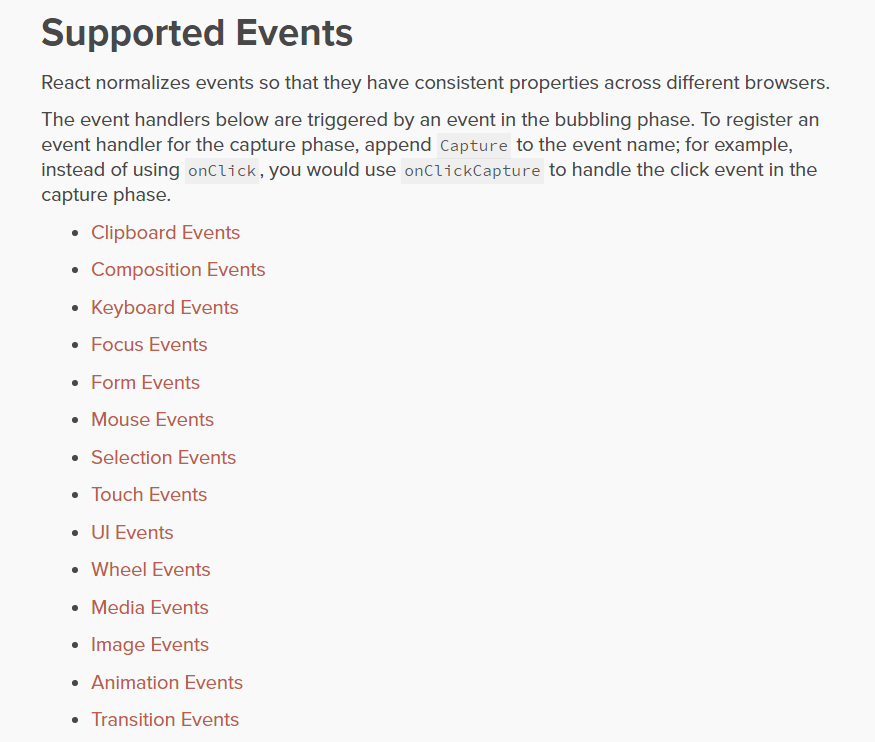 Supported Events
React normalizes events so that they have consistent properties across different browsers.
The event handlers below are triggered by an event in the bubbling phase. To register an
event handler for the capture phase, append Capture to the event name; for example,
instead of using onClick, you would use onClickCapture to handle the click event in the
capture phase.
• Clipboard Events
• Composition Events
• Keyboard Events
• Focus Events
• Form Events
• Mouse Events
• Selection Events
• Touch Events
• UI Events
• Wheel Events
• Media Events
• Image Events
• Animation Events
• Transition Events